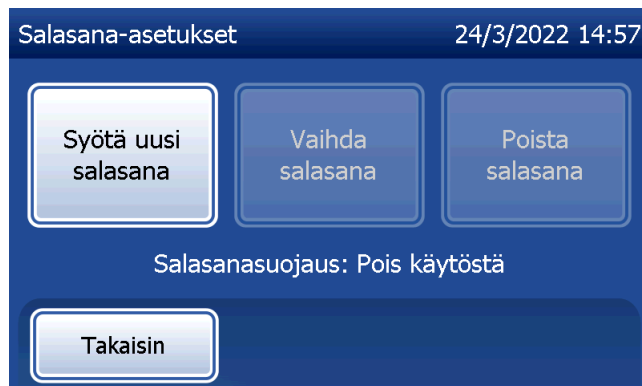 Salasana-asetukset 24/3/2022 14:57
Syötä uusi
salasana
Vaihda
salasana
Poista
salasana
Salasanasuojaus: Pois käytöstä
Takaisin